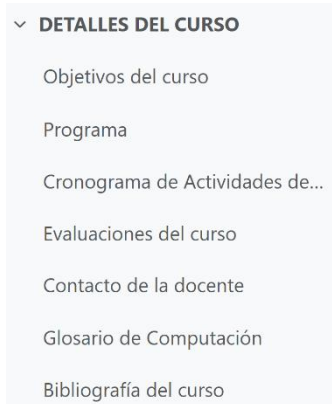 DETALLES DEL CURSO
Objetivos del curso
Programa
Cronograma de Actividades de...
Evaluaciones del curso
Contacto de la docente
Glosario de Computación
Bibliografía del curso